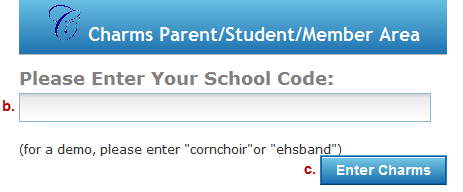 Charms Parent/Student/Member Area
Please Enter Your School Code:
b.
(for a demo, please enter "cornchoir"or "ehsband")
c. Enter Charms